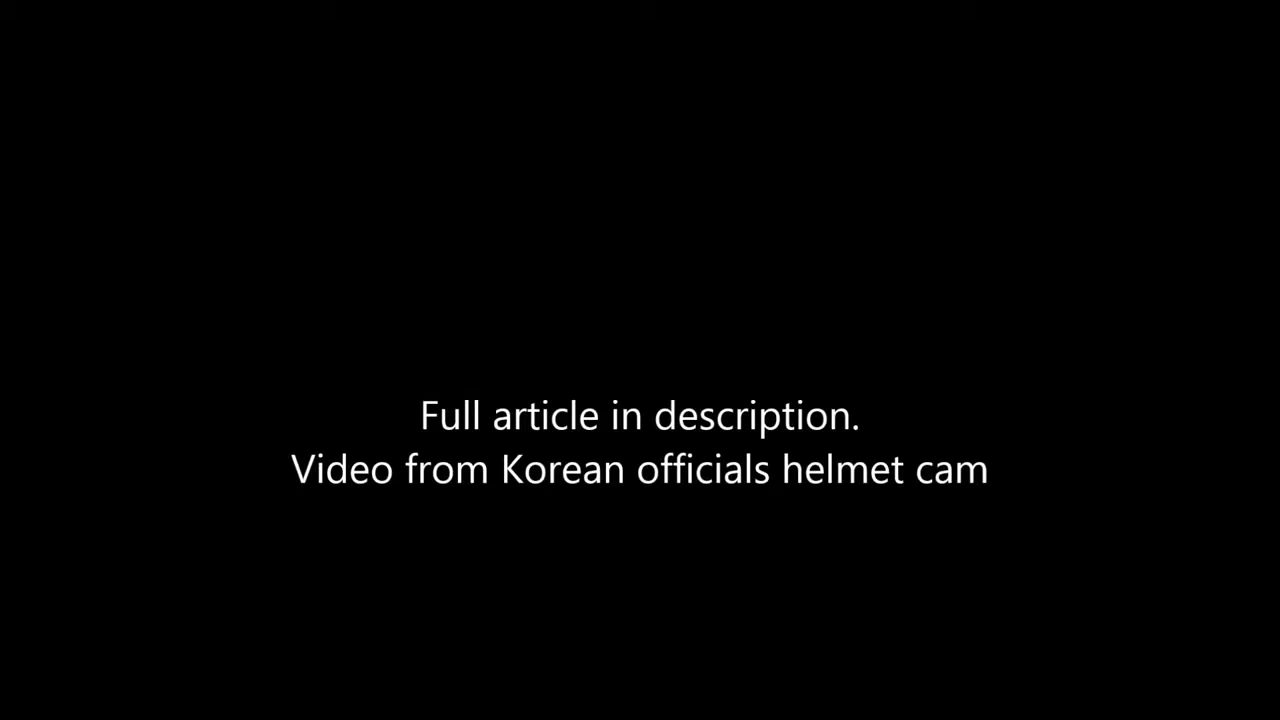 Full article in description.
Video from Korean officials helmet cam